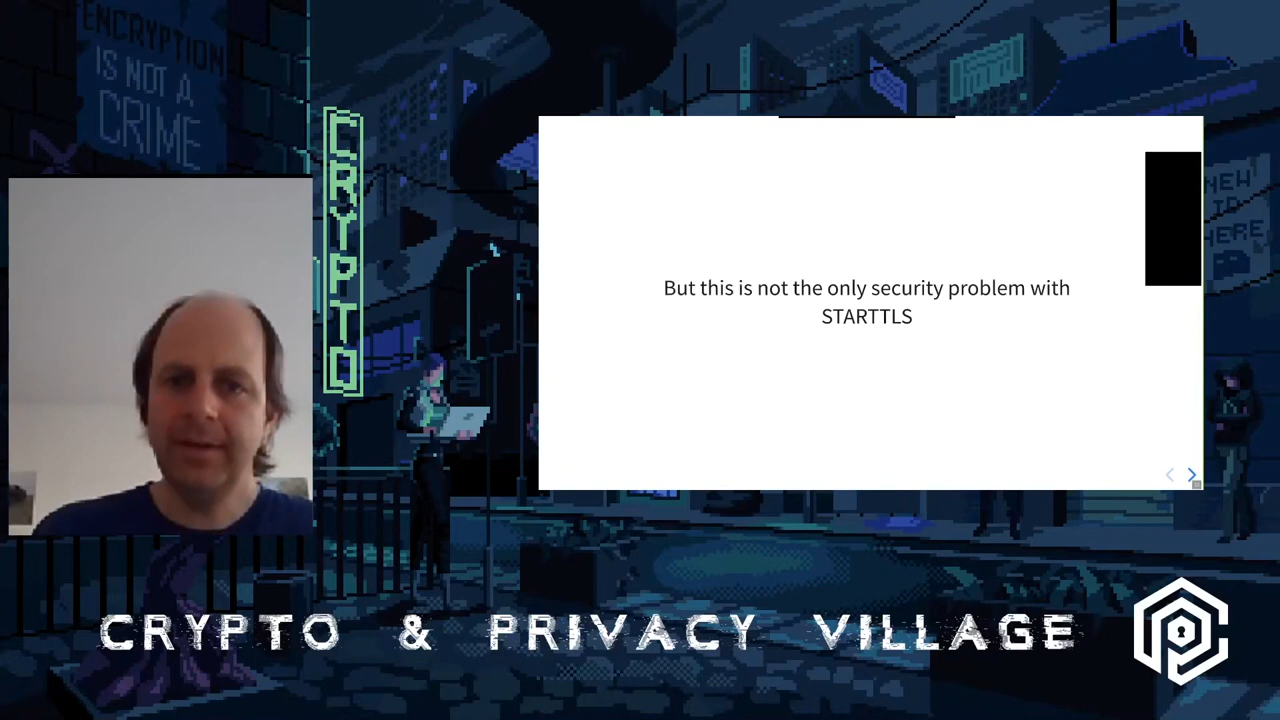 ENCRYPTION
IS NOT A
CRIME
CRYPTO
But this is not the only security problem with
STARTTLS
NEW
ID
HERE
CRYPTO & PRIVACY VILLAGE